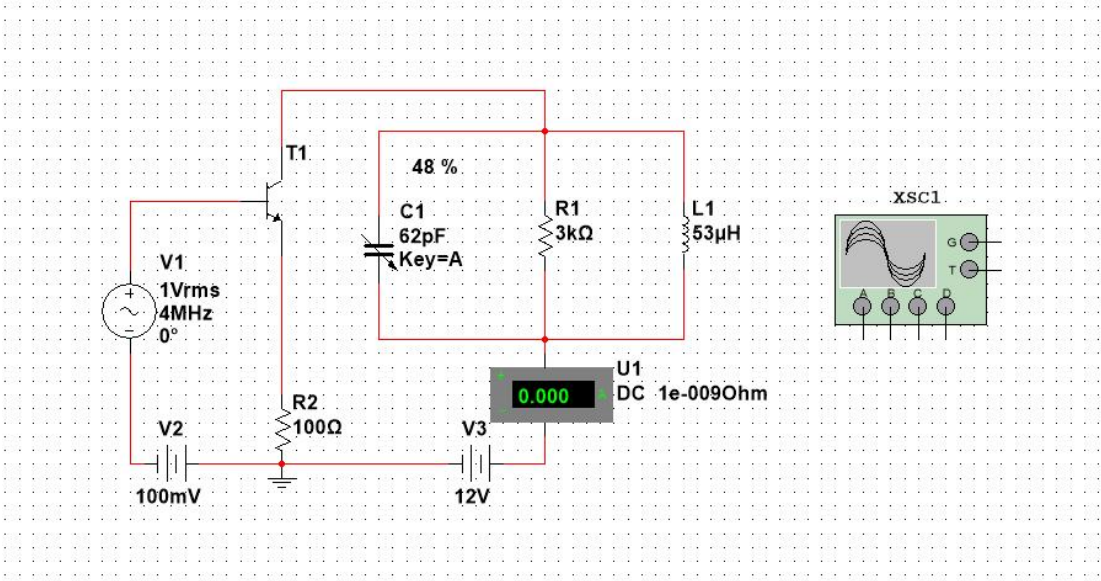 T1
48 %
C1
62pF
Key=A
R1
3kΩ
L1
53µH
XSC1
G
T
A B C D
V1
1Vrms
4MHz
0°
+
U1
0.000 A
DC 1e-009Ohm
R2
100Ω
V2
100mV
V3
12V